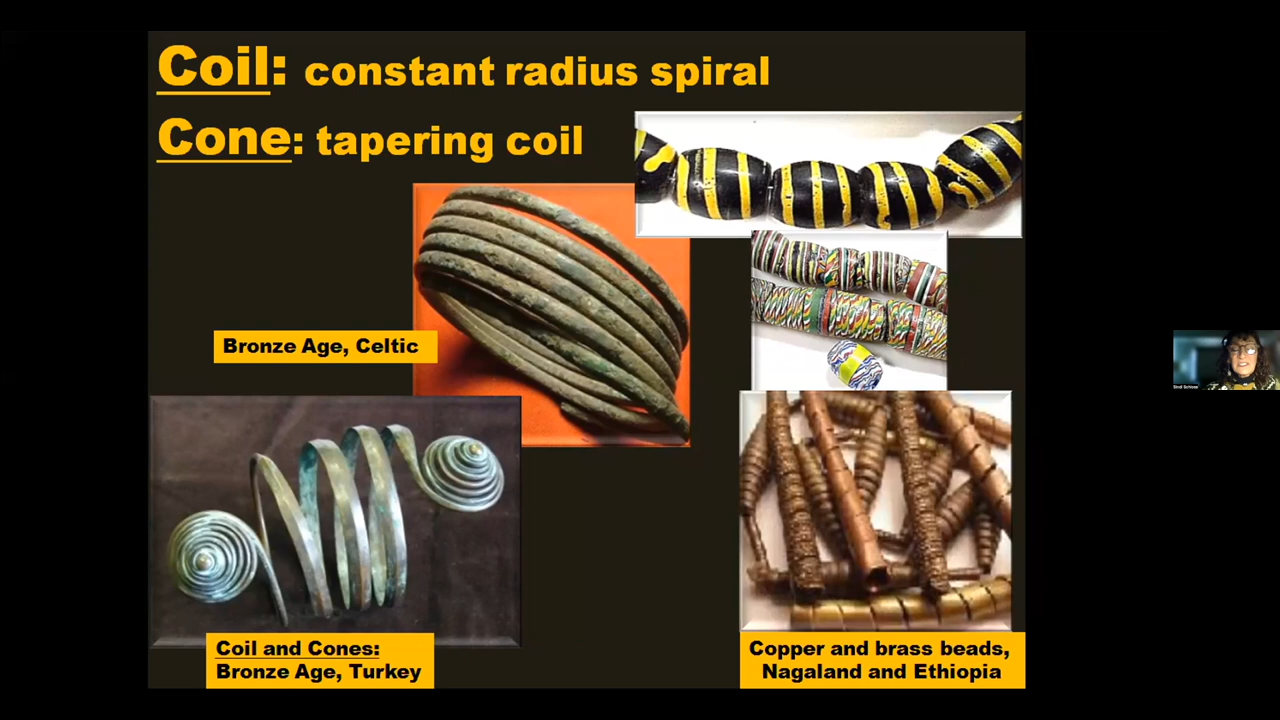 Coil: constant radius spiral
Cone: tapering coil
Bronze Age, Celtic
Coil and Cones:
Bronze Age, Turkey
Copper and brass beads,
Nagaland and Ethiopia